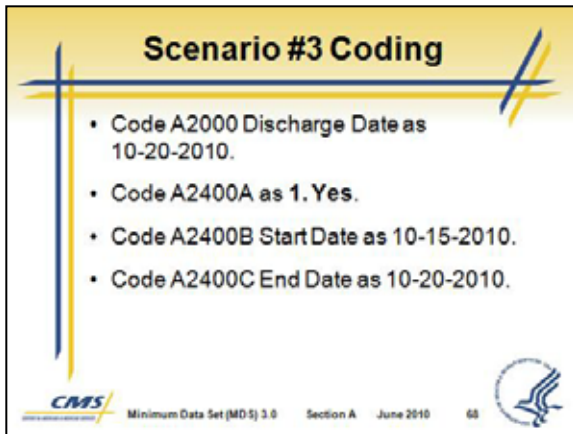 Scenario #3 Coding
• Code A2000 Discharge Date as
10-20-2010.
• Code A2400A as 1. Yes.
• Code A2400B Start Date as 10-15-2010.
• Code A2400C End Date as 10-20-2010.
CMS
Minimum Data Set (MDS) 3.0 Section A June 2010 68